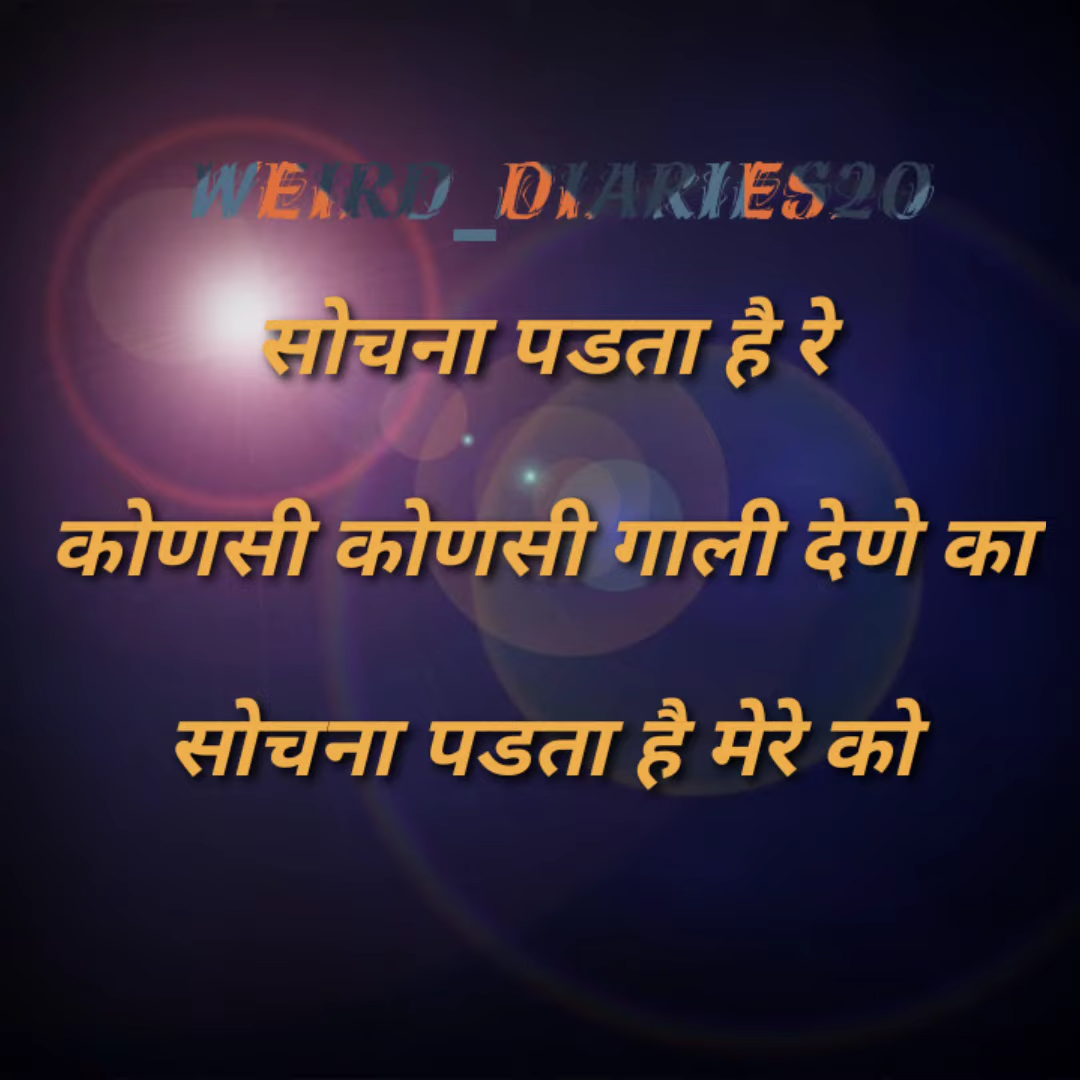 WEIRD_DIARIES20
सोचना पडता है रे
कोणसी कोणसी गाली देणे का
सोचना पडता है मेरे को